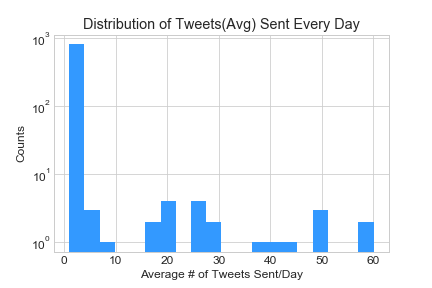 Distribution of Tweets(Avg) Sent Every Day
Counts
10³
10²
10¹
10⁰
0 10 20 30 40 50 60
Average # of Tweets Sent/Day